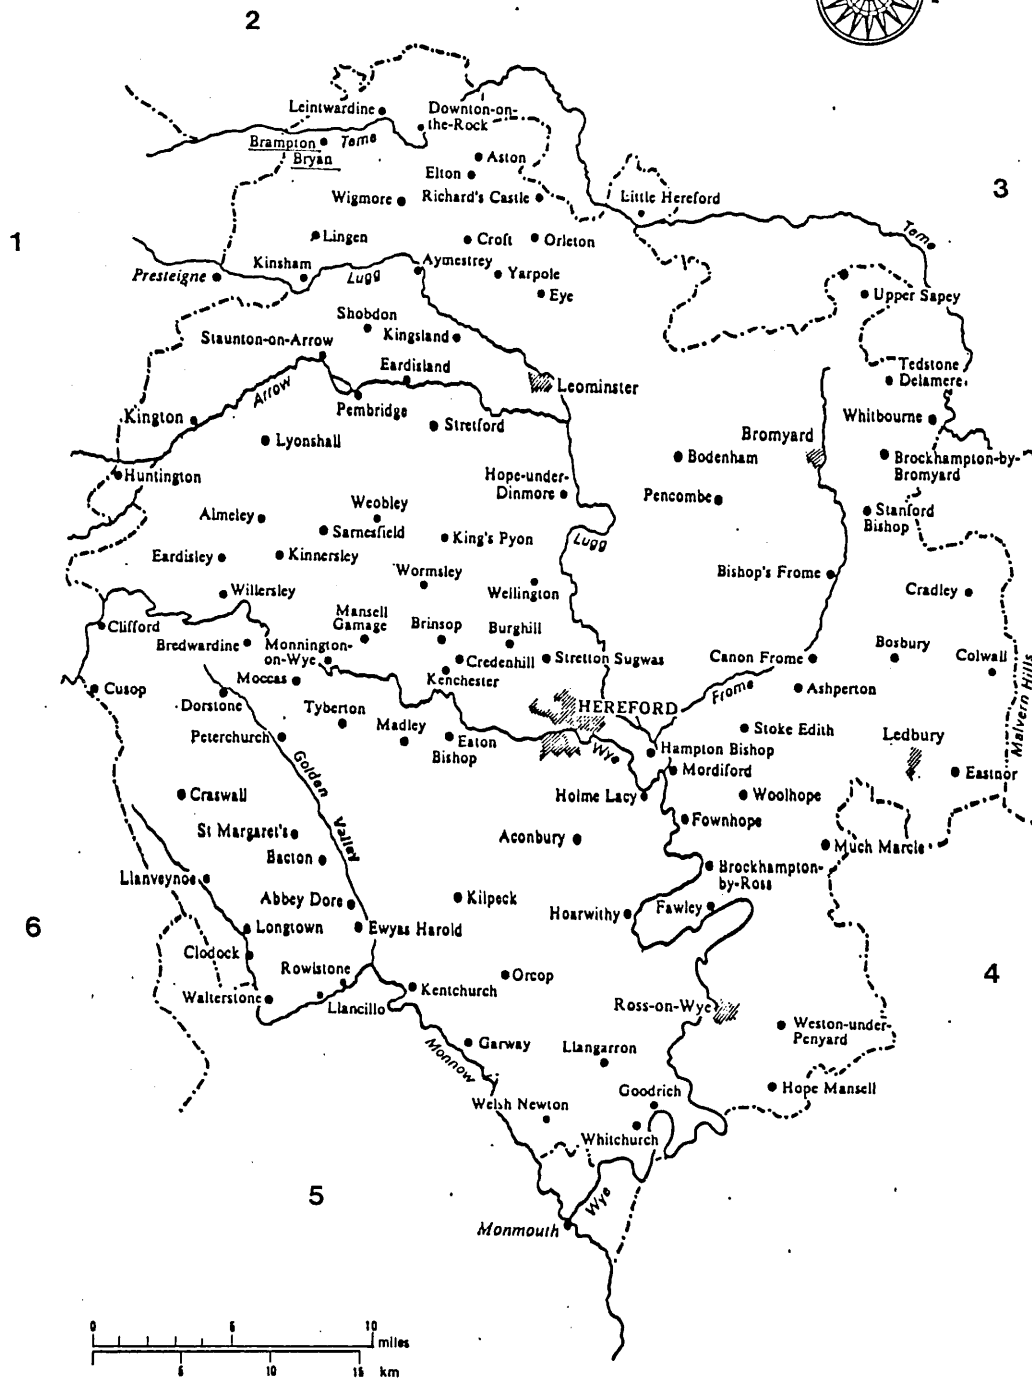 2
Leintwardine
Downton-on-
the-Rock
Brampton
Bryan
Teme
Aston
Elton
3
Wigmore
Richard's Castle
Little Hereford
1
Lingen
Croft
Orleton
Teme
Presteigne
Kinsham
Lugg
Aymestrey
Yarpole
Eye
Upper Sapey
Shobdon
Kingsland
Staunton-on-Arrow
Eardisland
Tedstone
Delamere
Arrow
Leominster
Pembridge
Kington
Lyonshall
Stretford
Whitbourne
Bromyard
Bodenham
Brockhampton-by-
Bromyard
Huntington
Hope-under-
Dinmore
Pencombe
Weobley
Almeley
Sarnesfield
King's Pyon
Lugg
Stanford
Bishop
Eardisley
Kinnersley
Wormsley
Bishop's Frome
Willersley
Wellington
Cradley
Mansell
Gamage
Brinsop
Burghill
Clifford
Bredwardine
Monnington-
on-Wye
Credenhill
Stretton Sugwas
Canon Frome
Bosbury
Colwall
Moccas
Kenchester
Cusop
Dorstone
Frome
Ashperton
Malvern Hills
Tyberton
HEREFORD
Peterchurch
Madley
Eaton
Bishop
Stoke Edith
Ledbury
Wye
Hampton Bishop
Mordiford
Eastnor
Golden
Valley
Craswall
Holme Lacy
Woolhope
St Margaret's
Aconbury
Fownhope
Bacton
Much Marcle
Llanveynoe
Brockhampton-
by-Ross
Abbey Dore
Kilpeck
Hoarwithy
Fawley
6
Longtown
Ewyas Harold
Clodock
Rowlstone
Orcop
4
Walterstone
Llancillo
Kentchurch
Ross-on-Wye
Weston-under-
Penyard
Garway
Llangarron
Monnow
Hope Mansell
Goodrich
Welsh Newton
Whitchurch
5
Wye
Monmouth
0 5 10
miles
5 10 15 km